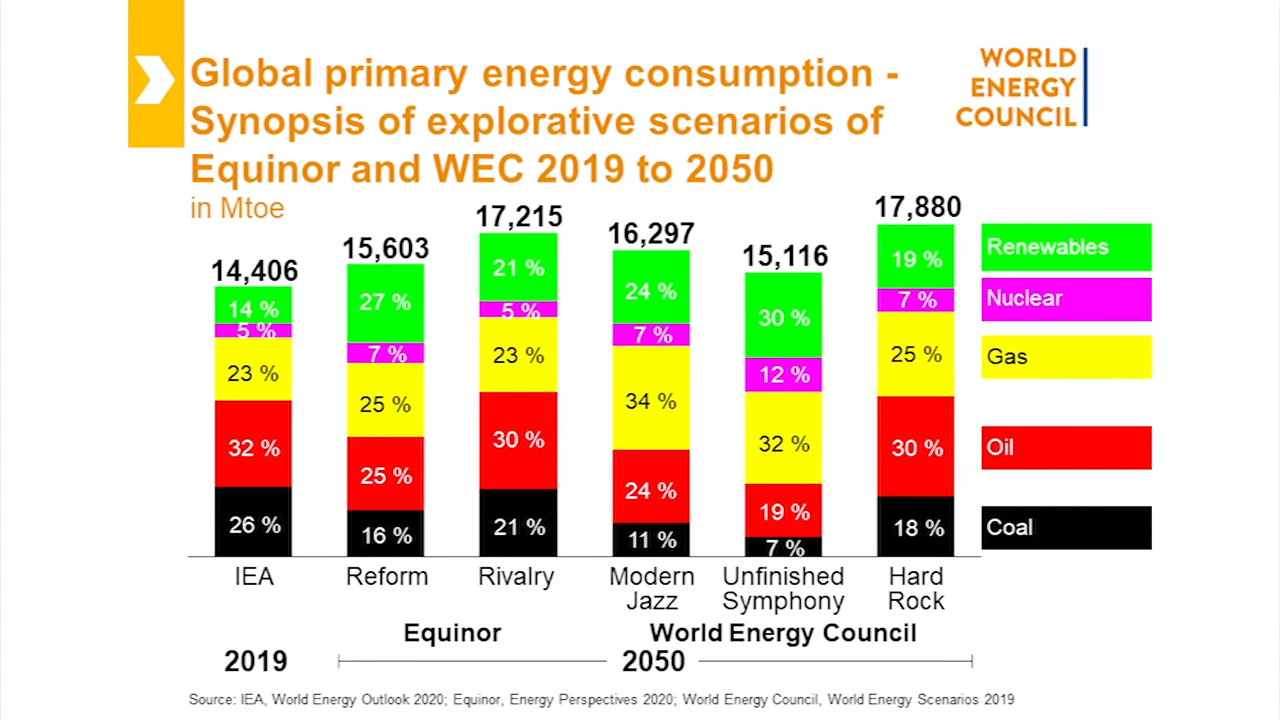 Global primary energy consumption -
Synopsis of explorative scenarios of
Equinor and WEC 2019 to 2050
in Mtoe
WORLD
ENERGY
COUNCIL
14,406
15,603
17,215
16,297
15,116
17,880
14 %
5 %
23 %
32 %
26 %
27 %
7 %
25 %
25 %
16 %
21 %
5 %
23 %
30 %
21 %
24 %
7 %
34 %
24 %
11 %
30 %
12 %
32 %
19 %
7 %
19 %
7 %
25 %
30 %
18 %
Renewables
Nuclear
Gas
Oil
Coal
IEA
Reform
Rivalry
Modern
Jazz
Unfinished
Symphony
Hard
Rock
Equinor
World Energy Council
2019
2050
Source: IEA, World Energy Outlook 2020; Equinor, Energy Perspectives 2020; World Energy Council, World Energy Scenarios 2019